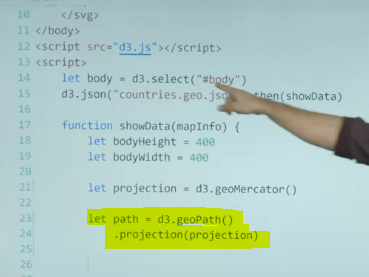 10 </svg>
11 </body>
12 <script src="d3.js"></script>
13 <script>
14 let body = d3.select("#body")
15 d3.json("countries.geo.js then(showData)
16
17 function showData(mapInfo) {
18 let bodyHeight = 400
19 let bodyWidth = 400
20
21 let projection = d3.geoMercator()
22
23 let path = d3.geoPath()
24 .projection(projection)
25
26